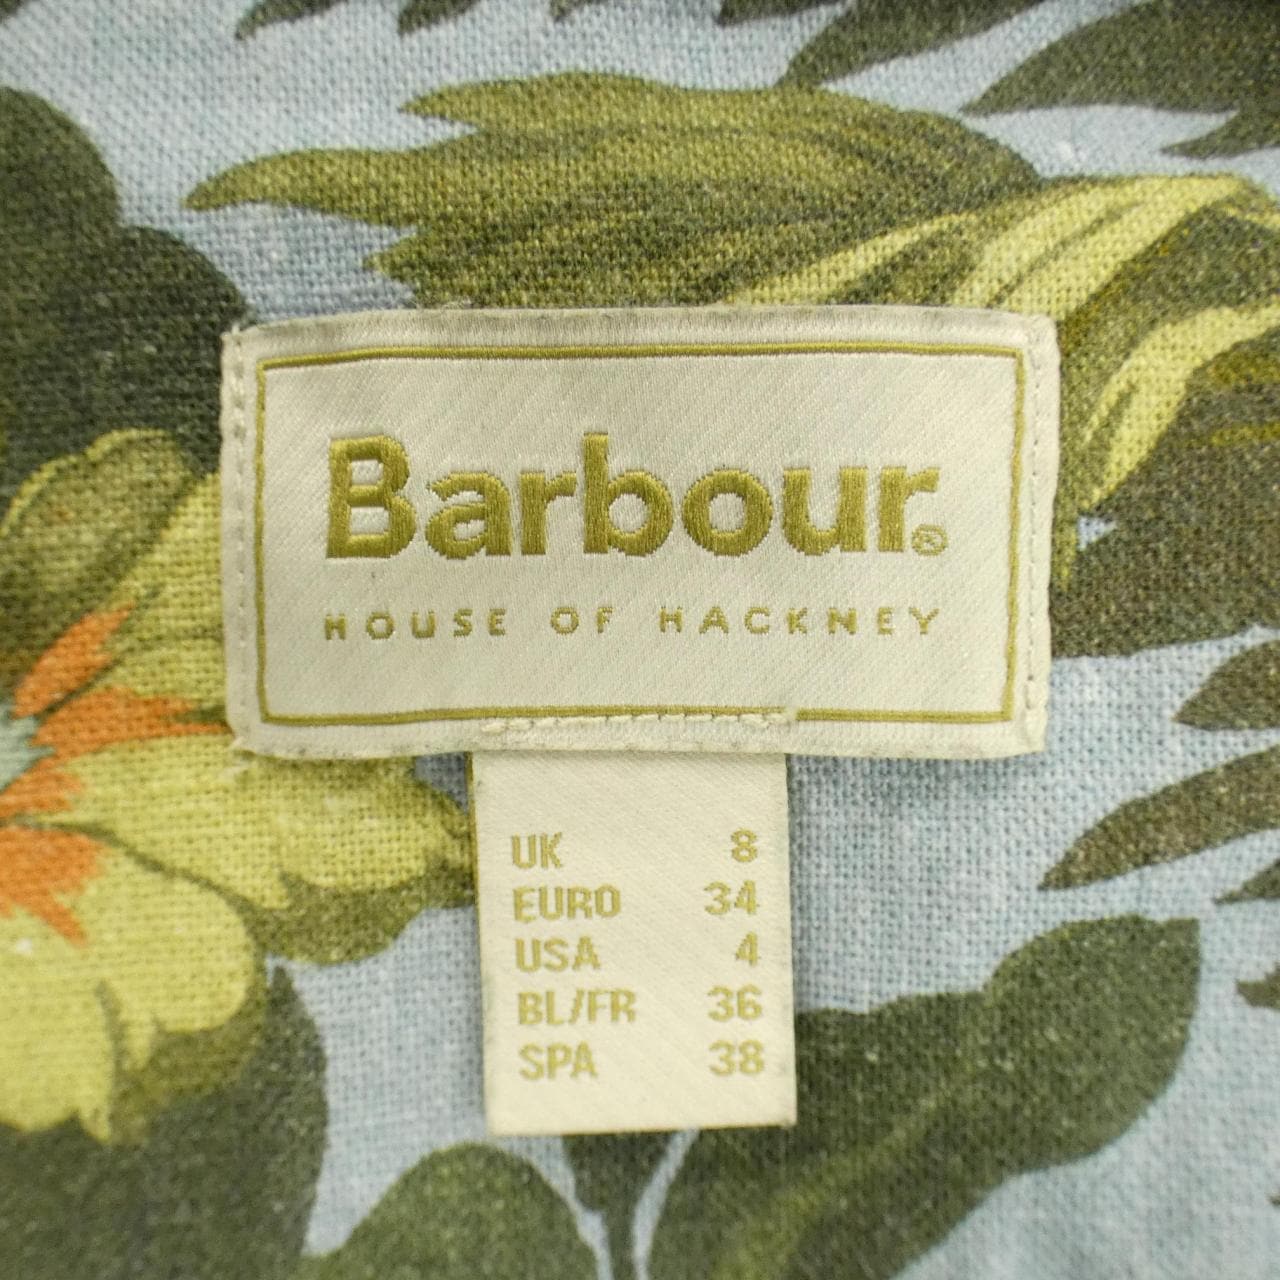 Barbour®
HOUSE OF HACKNEY
UK 8
EURO 34
USA 4
BL/FR 36
SPA 38